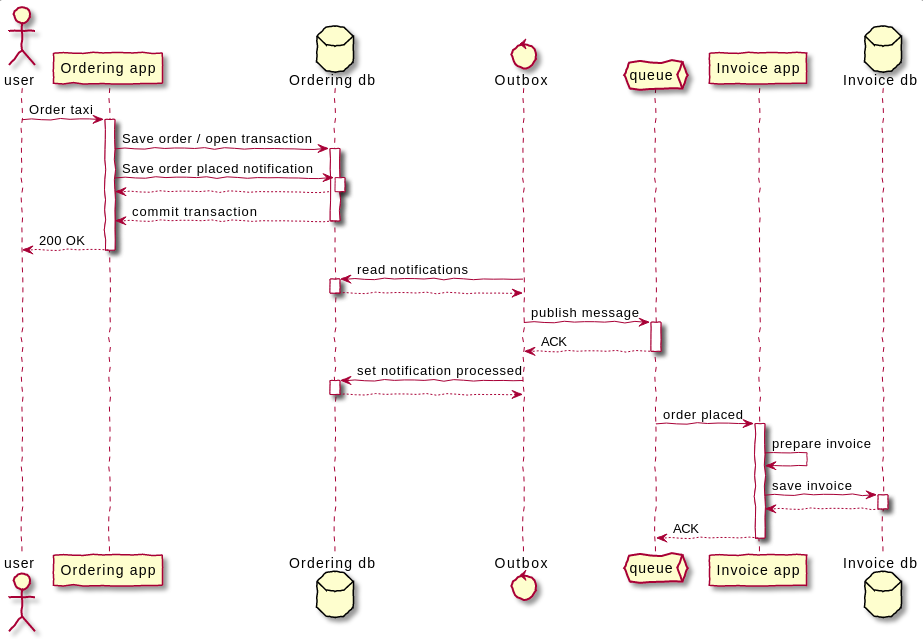 user
Ordering app
Ordering db
Outbox
queue
Invoice app
Invoice db
Order taxi
Save order / open transaction
Save order placed notification
commit transaction
200 OK
read notifications
publish message
ACK
set notification processed
order placed
prepare invoice
save invoice
ACK
user
Ordering app
Ordering db
Outbox
queue
Invoice app
Invoice db